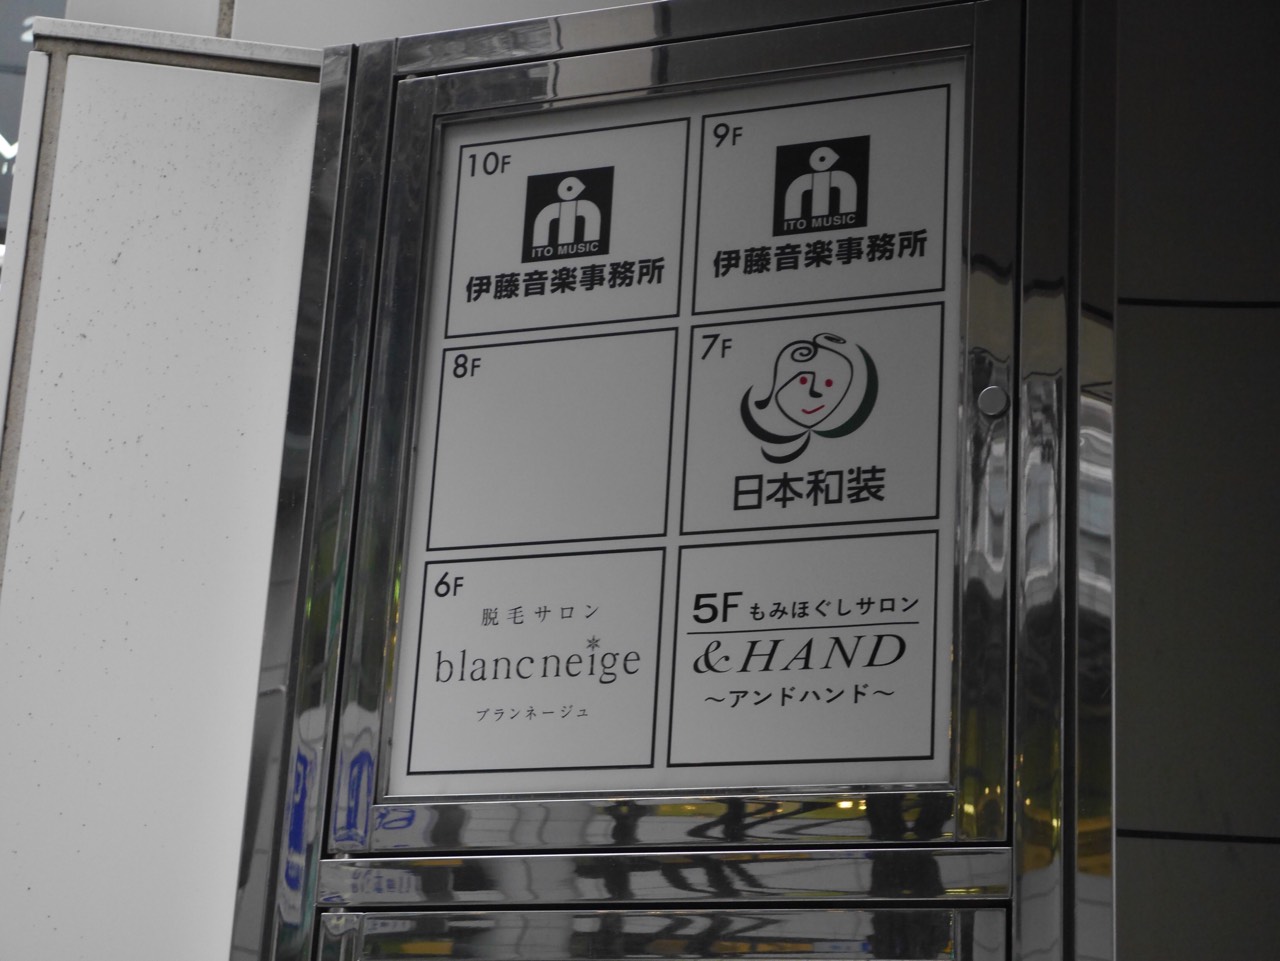 10F
ITO MUSIC
伊藤音楽事務所
9F
ITO MUSIC
伊藤音楽事務所
8F
7F
日本和装
6F
脱毛サロン
blanc neige
ブランネージュ
5F もみほぐしサロン
&HAND
～アンドハンド～